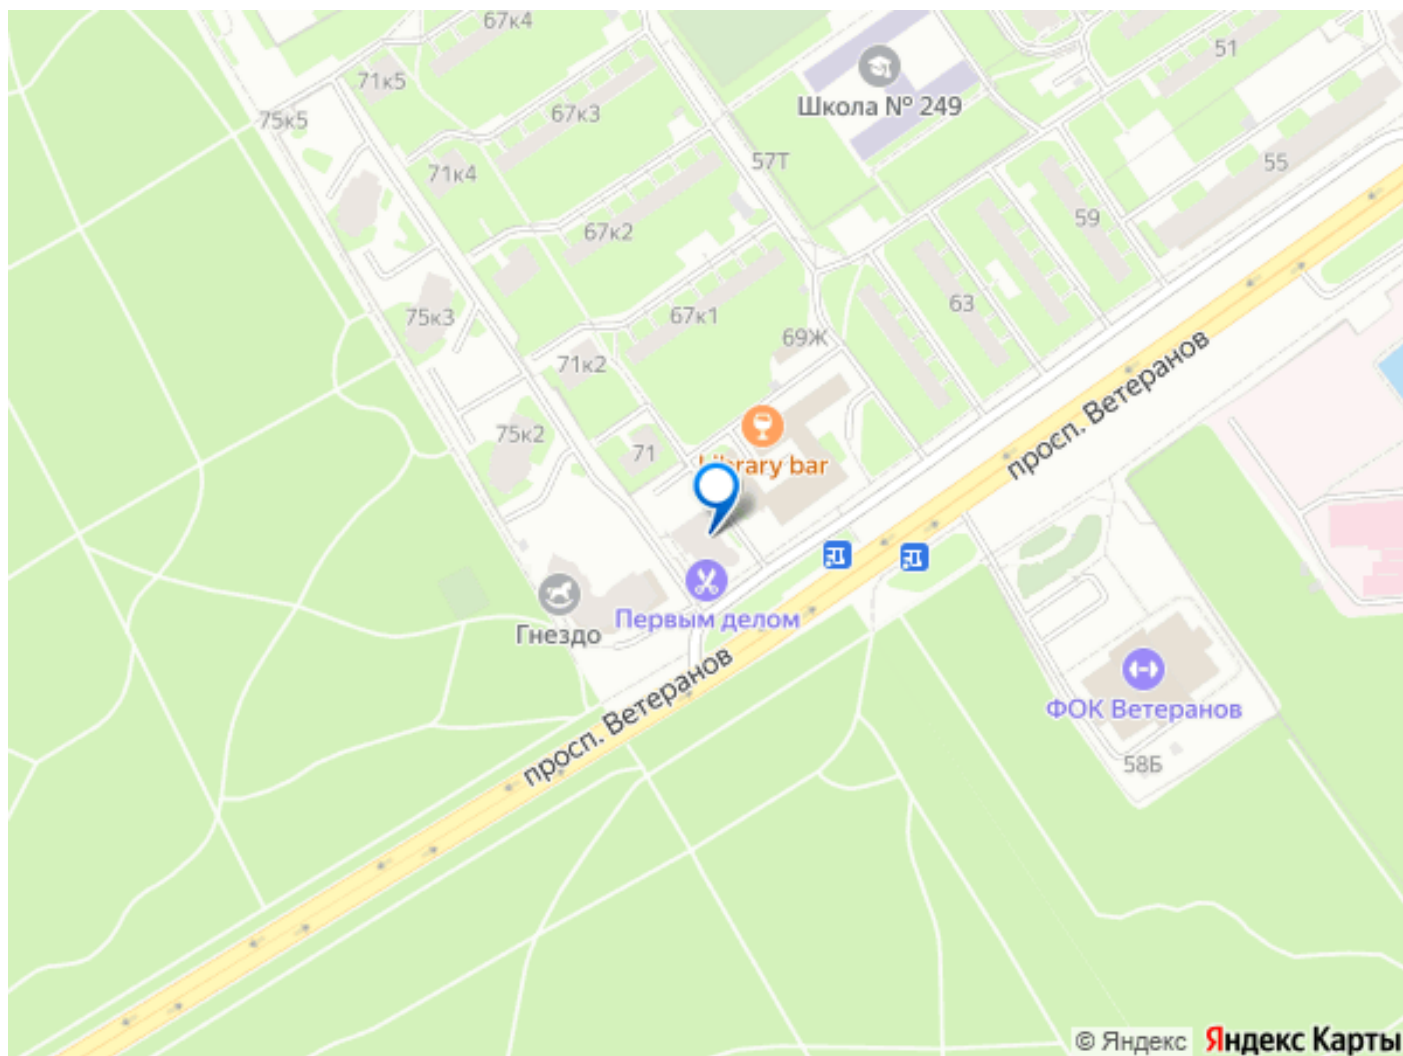 67к4
51
71к5
Школа № 249
75к5
67к3
57Т
55
71к4
59
67к2
63
75к3
67к1
69Ж
просп. Ветеранов
71к2
75к2
71
Library bar
Первым делом
Гнездо
просп. Ветеранов
ФОК Ветеранов
58Б
© Яндекс Яндекс Карты